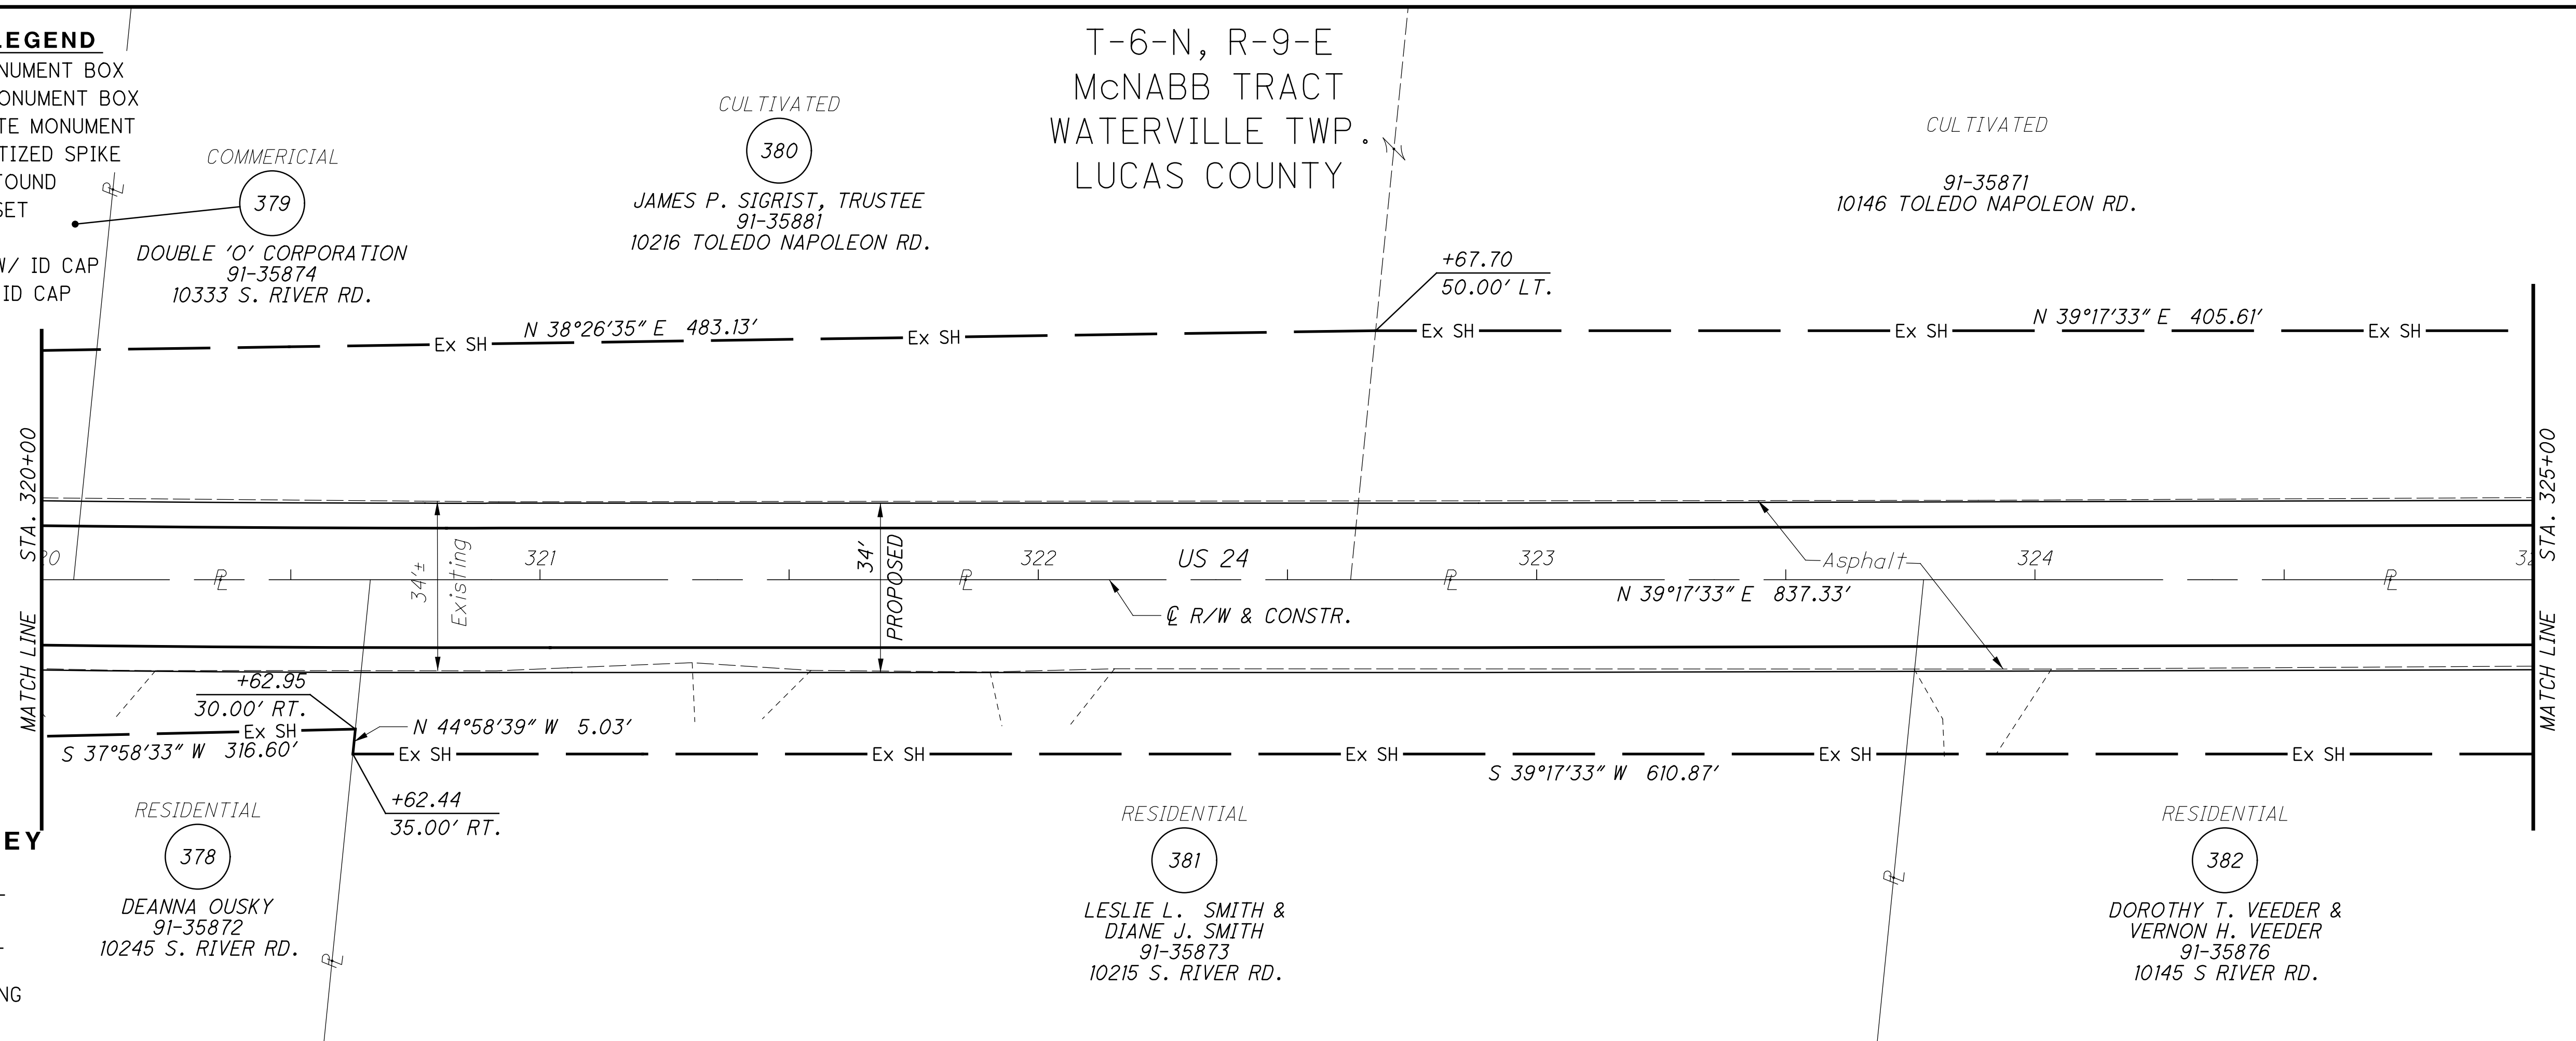 LEGEND
NUMENT BOX
ONUMENT BOX
TE MONUMENT
TIZED SPIKE
FOUND
SET
W/ ID CAP
ID CAP
COMMERICIAL
379
DOUBLE 'O' CORPORATION
91-35874
10333 S. RIVER RD.
CULTIVATED
380
JAMES P. SIGRIST, TRUSTEE
91-35881
10216 TOLEDO NAPOLEON RD.
T-6-N, R-9-E
McNABB TRACT
WATERVILLE TWP.
LUCAS COUNTY
CULTIVATED
91-35871
10146 TOLEDO NAPOLEON RD.
+67.70
50.00' LT.
N 38°26'35" E 483.13'
N 39°17'33" E 405.61'
Ex SH
Ex SH
Ex SH
Ex SH
Ex SH
MATCH LINE STA. 320+00
MATCH LINE STA. 325+00
20
321
322
US 24
323
324
32
34'±
Existing
34'
PROPOSED
Asphalt
℄ R/W & CONSTR.
N 39°17'33" E 837.33'
+62.95
30.00' RT.
Ex SH
S 37°58'33" W 316.60'
N 44°58'39" W 5.03'
Ex SH
Ex SH
Ex SH
Ex SH
Ex SH
S 39°17'33" W 610.87'
+62.44
35.00' RT.
EY
NG
RESIDENTIAL
378
DEANNA OUSKY
91-35872
10245 S. RIVER RD.
RESIDENTIAL
381
LESLIE L. SMITH &
DIANE J. SMITH
91-35873
10215 S. RIVER RD.
RESIDENTIAL
382
DOROTHY T. VEEDER &
VERNON H. VEEDER
91-35876
10145 S RIVER RD.